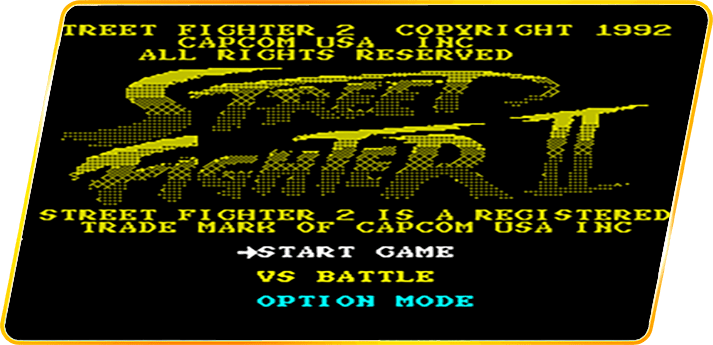 TREET FIGHTER 2 COPYRIGHT 1992
CAPCOM USA INC
ALL RIGHTS RESERVED
STREET
FIGHTER II
STREET FIGHTER 2 IS A REGISTERED
TRADE MARK OF CAPCOM USA INC
START GAME
VS BATTLE
OPTION MODE